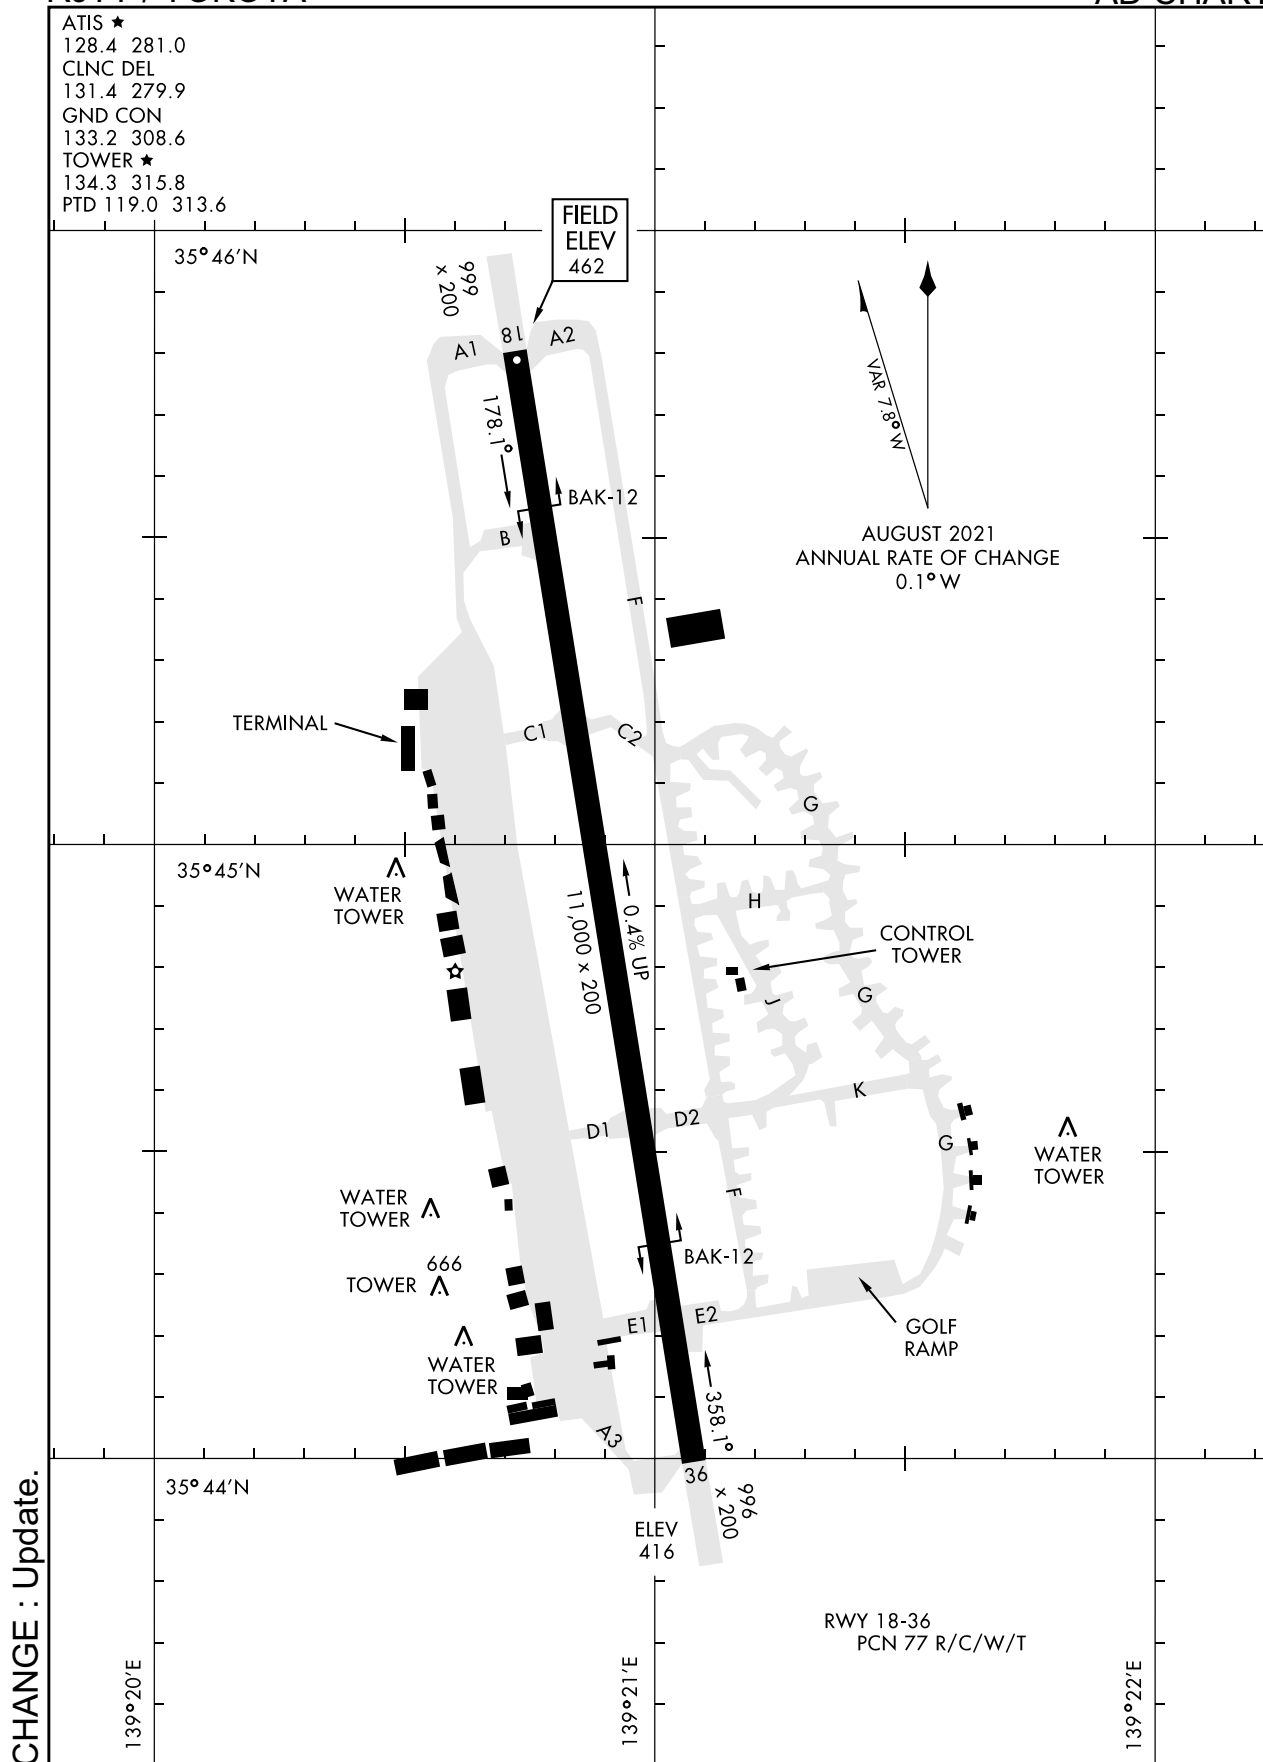 ATIS ★
128.4 281.0
CLNC DEL
131.4 279.9
GND CON
133.2 308.6
TOWER ★
134.3 315.8
PTD 119.0 313.6
FIELD
ELEV
462
35°46'N
999
x 200
18
A1
A2
178.1°
VAR 7.8° W
BAK-12
B
AUGUST 2021
ANNUAL RATE OF CHANGE
0.1° W
F
TERMINAL
C1
C2
G
35°45'N
WATER
TOWER
H
11,000 x 200
0.4% UP
CONTROL
TOWER
J
G
K
D1
D2
G
WATER
TOWER
WATER
TOWER
F
666
TOWER
BAK-12
E1
E2
GOLF
RAMP
WATER
TOWER
358.1°
A3
35°44'N
36
996
x 200
ELEV
416
RWY 18-36
PCN 77 R/C/W/T
139°20'E
139°21'E
139°22'E
CHANGE : Update.